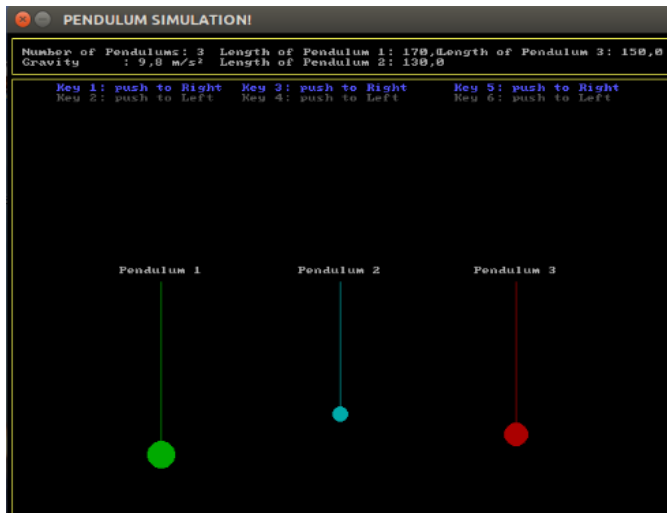 PENDULUM SIMULATION!
Number of Pendulums: 3 Length of Pendulum 1: 170,0Length of Pendulum 3: 150,0
Gravity : 9,8 m/s² Length of Pendulum 2: 130,0
Key 1: push to Right Key 3: push to Right Key 5: push to Right
Key 2: push to Left Key 4: push to Left Key 6: push to Left
Pendulum 1 Pendulum 2 Pendulum 3